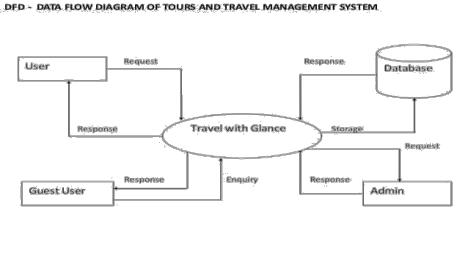 DFD - DATA FLOW DIAGRAM OF TOURS AND TRAVEL MANAGEMENT SYSTEM
User
Request
Response
Database
Response
Travel with Glance
Storage
Request
Guest User
Response
Enquiry
Response
Admin